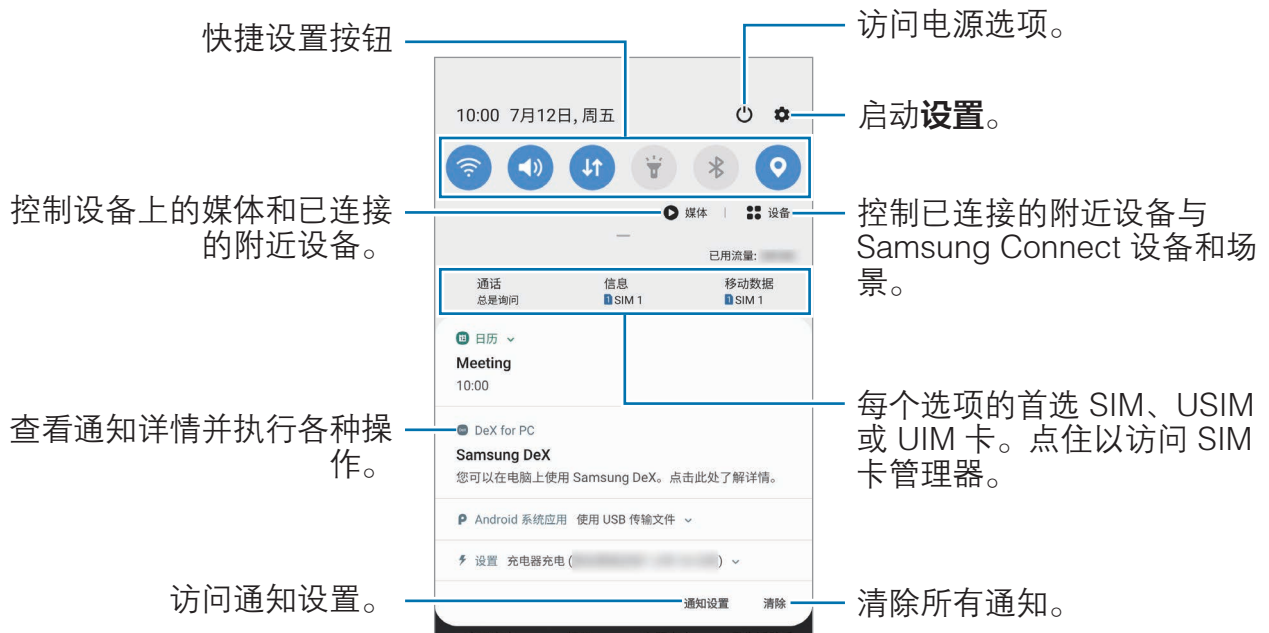 快捷设置按钮
访问电源选项。
10:00 7月12日, 周五
启动设置。
控制设备上的媒体和已连接
的附近设备。
媒体
设备
控制已连接的附近设备与
Samsung Connect 设备和场
景。
已用流量:
通话
总是询问
信息
1 SIM 1
移动数据
1 SIM 1
日历
Meeting
10:00
每个选项的首选 SIM、USIM
或 UIM 卡。点住以访问 SIM
卡管理器。
查看通知详情并执行各种操
作。
DeX for PC
Samsung DeX
您可以在电脑上使用 Samsung DeX。点击此处了解详情。
Android 系统应用 使用 USB 传输文件
设置 充电器充电 ( )
访问通知设置。
通知设置
清除
清除所有通知。